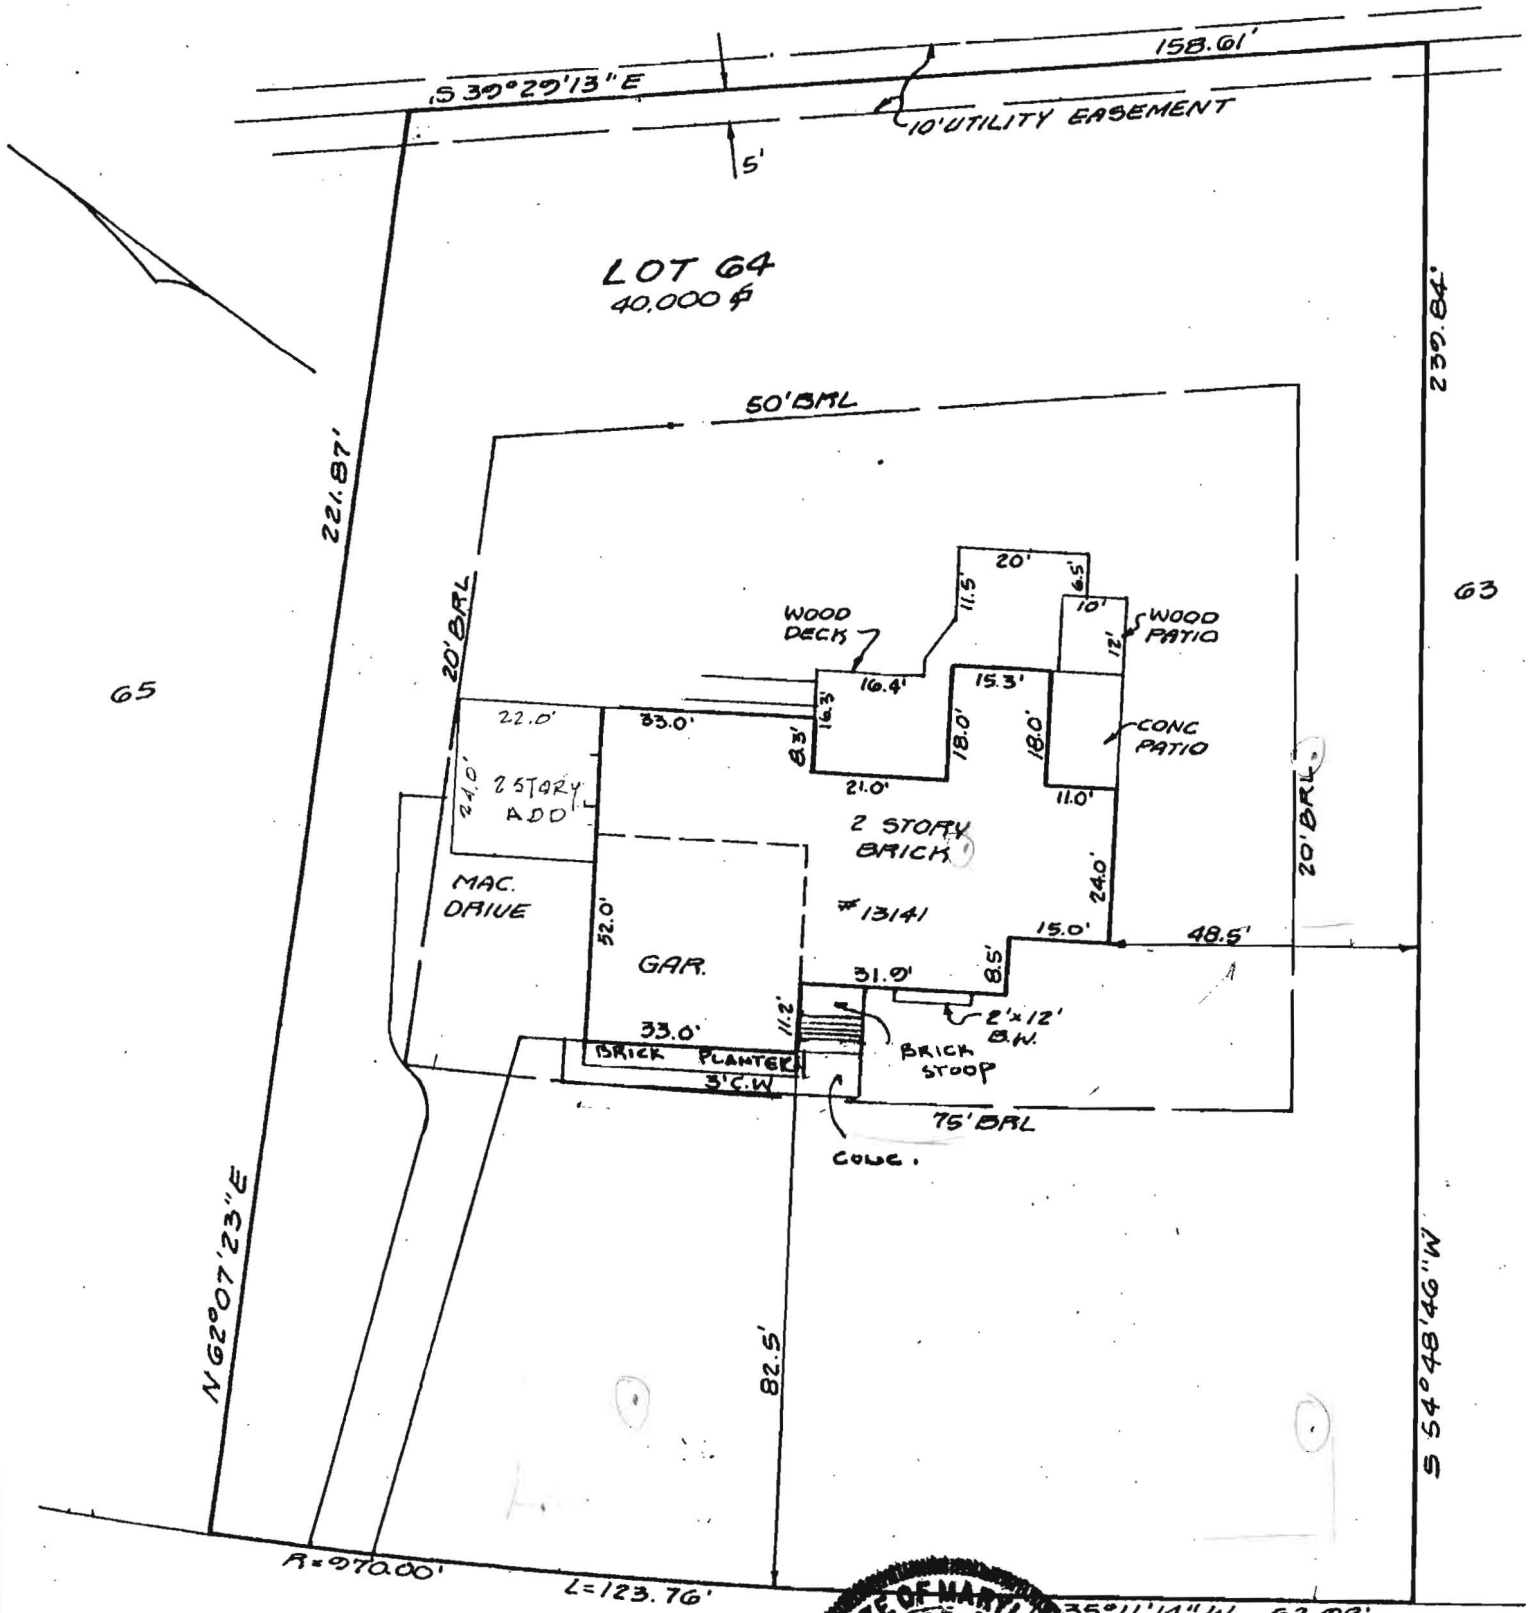 158.61'
S 39°29'13" E
10' UTILITY EASEMENT
5'
LOT 64
40,000
239.84'
50' BRL
221.87'
20'
6.5'
11.5'
10'
63
WOOD
DECK
WOOD
PATIO
12'
20' BRL
65
16.4'
15.3'
16.3'
22.0'
33.0'
8.3'
18.0'
18.0'
CONC
PATIO
24.0'
2 STORY
ADD
21.0'
11.0'
2 STORY
BRICK
20' BRL
24.0'
MAC.
DRIVE
#13141
52.0'
15.0'
48.5'
GAR.
31.9'
8.5'
11.2'
2'x12'
B.W.
33.0'
BRICK PLANTER
3' C.W.
BRICK
STOOP
75' BRL
CONC.
N 62°07'23" E
S 54°48'46" W
82.5'
R=970.00'
L=123.76'
OF MARYL
35°11'14" W